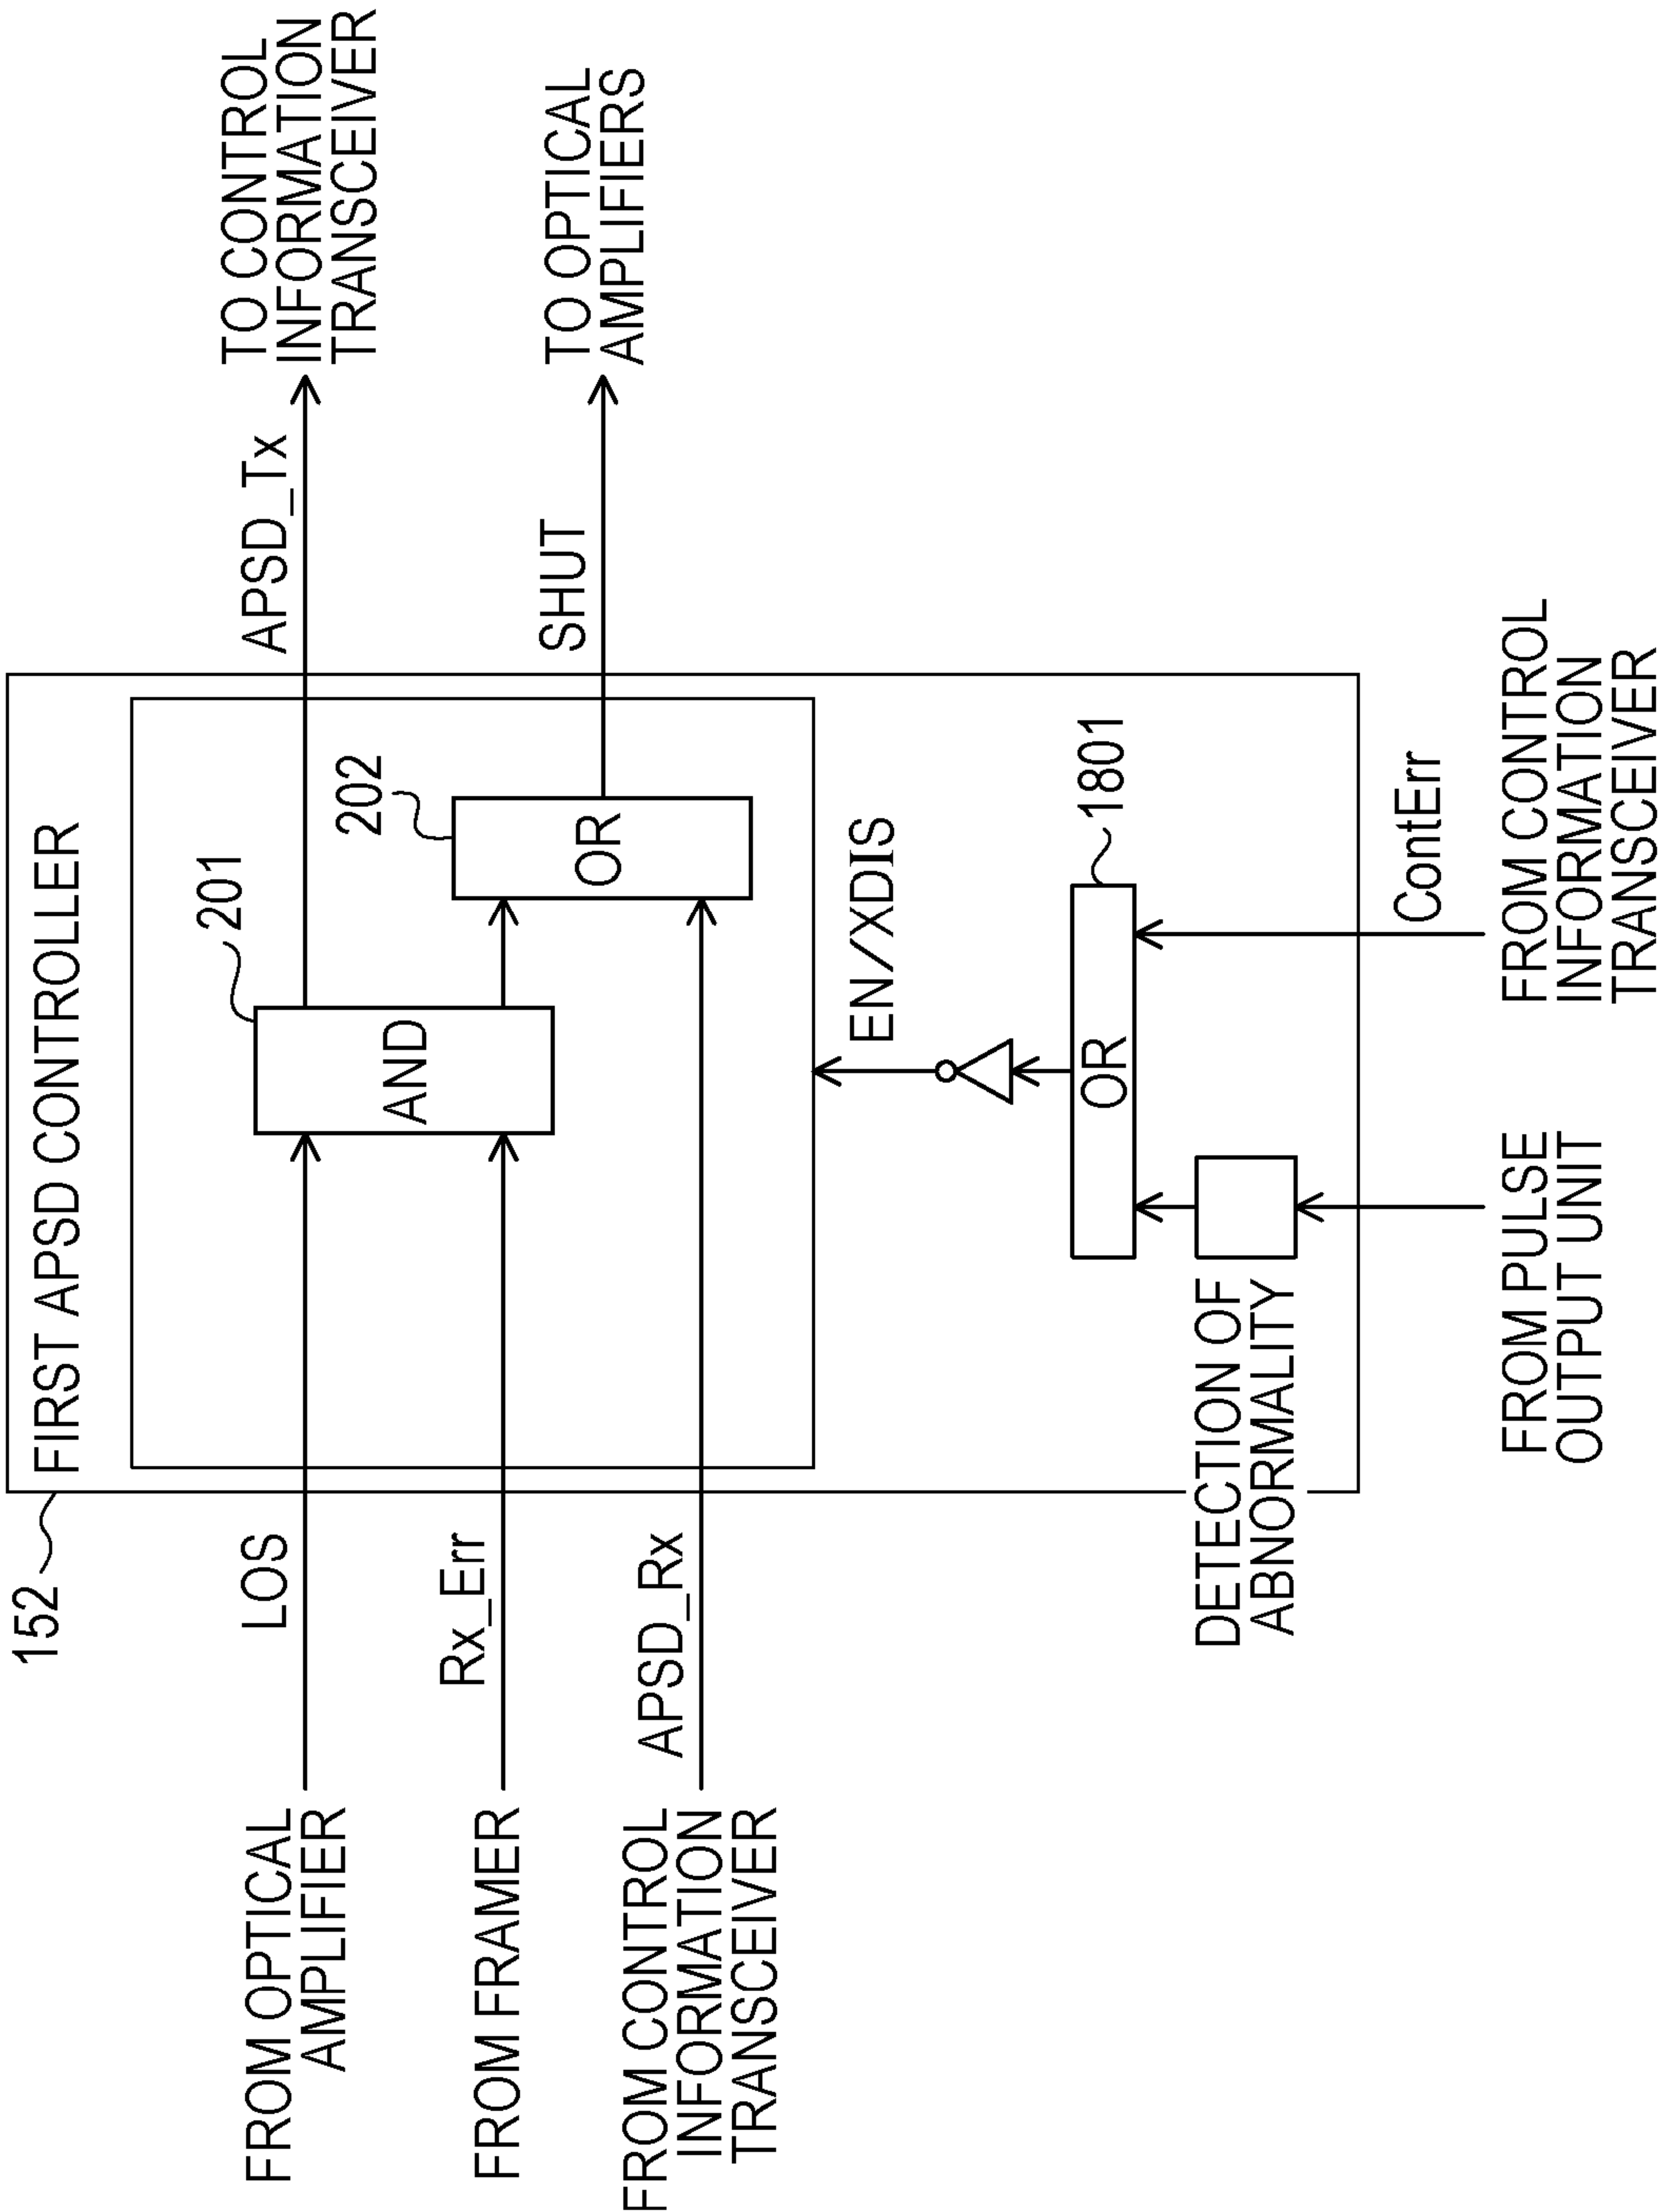 152
FIRST APSD CONTROLLER
FROM OPTICAL
AMPLIFIER
LOS
201
AND
APSD_Tx
TO CONTROL
INFORMATION
TRANSCEIVER
FROM FRAMER
Rx_Err
202
OR
SHUT
TO OPTICAL
AMPLIFIERS
FROM CONTROL
INFORMATION
TRANSCEIVER
APSD_Rx
EN/XDIS
OR
1801
DETECTION OF
ABNORMALITY
ContErr
FROM PULSE
OUTPUT UNIT
FROM CONTROL
INFORMATION
TRANSCEIVER